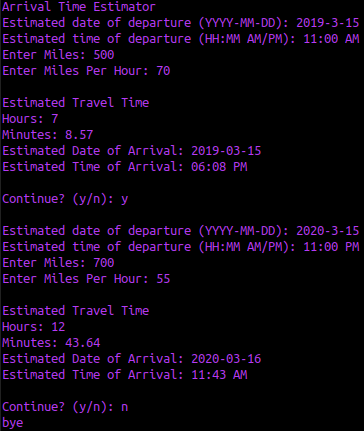 Arrival Time Estimator
Estimated date of departure (YYYY-MM-DD): 2019-3-15
Estimated time of departure (HH:MM AM/PM): 11:00 AM
Enter Miles: 500
Enter Miles Per Hour: 70
Estimated Travel Time
Hours: 7
Minutes: 8.57
Estimated Date of Arrival: 2019-03-15
Estimated Time of Arrival: 06:08 PM
Continue? (y/n): y
Estimated date of departure (YYYY-MM-DD): 2020-3-15
Estimated time of departure (HH:MM AM/PM): 11:00 PM
Enter Miles: 700
Enter Miles Per Hour: 55
Estimated Travel Time
Hours: 12
Minutes: 43.64
Estimated Date of Arrival: 2020-03-16
Estimated Time of Arrival: 11:43 AM
Continue? (y/n): n
bye